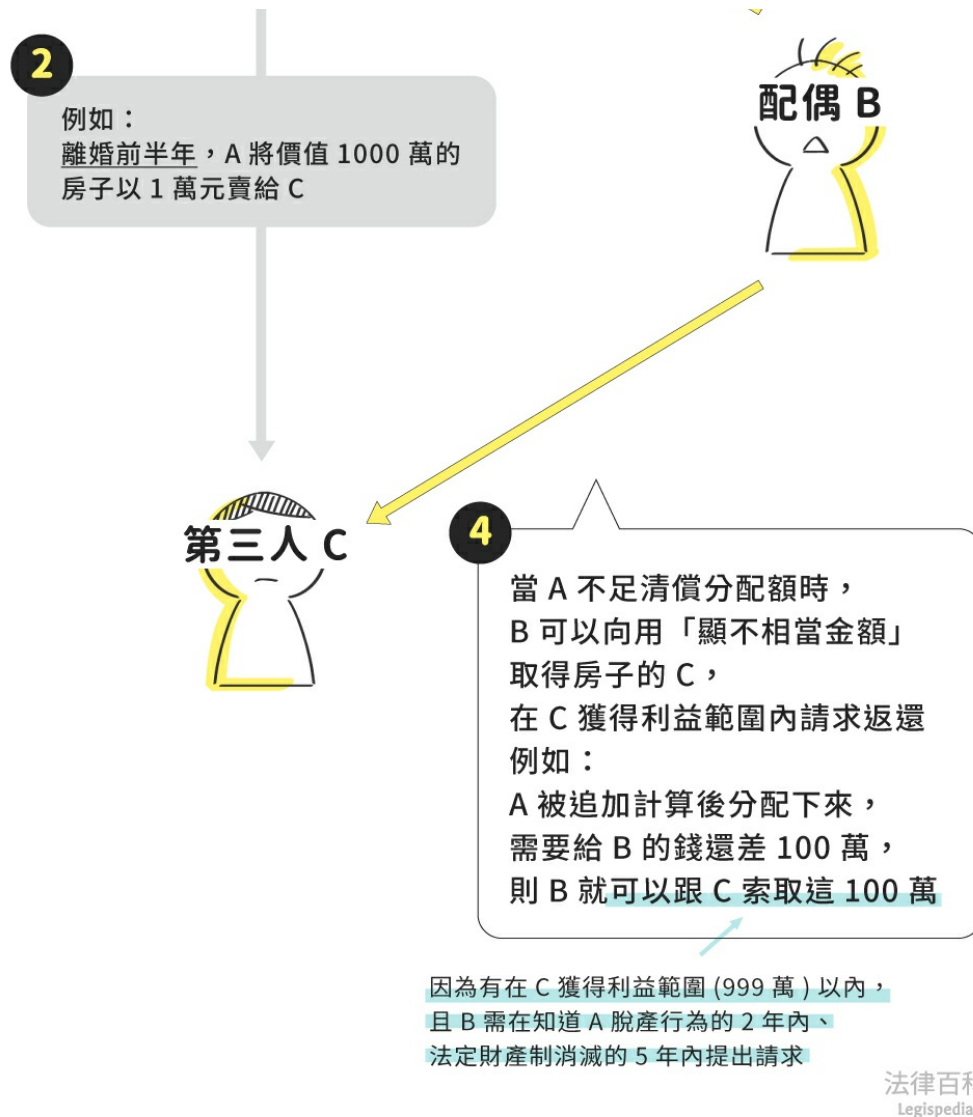 2
例如：
離婚前半年，A 將價值 1000 萬的
房子以 1 萬元賣給 C
配偶 B
第三人 C
4
當 A 不足清償分配額時，
B 可以向用「顯不相當金額」
取得房子的 C，
在 C 獲得利益範圍內請求返還
例如：
A 被追加計算後分配下來，
需要給 B 的錢還差 100 萬，
則 B 就可以跟 C 索取這 100 萬
因為有在 C 獲得利益範圍 (999 萬 ) 以內，
且 B 需在知道 A 脫產行為的 2 年內、
法定財產制消滅的 5 年內提出請求
法律百科
Legispedia